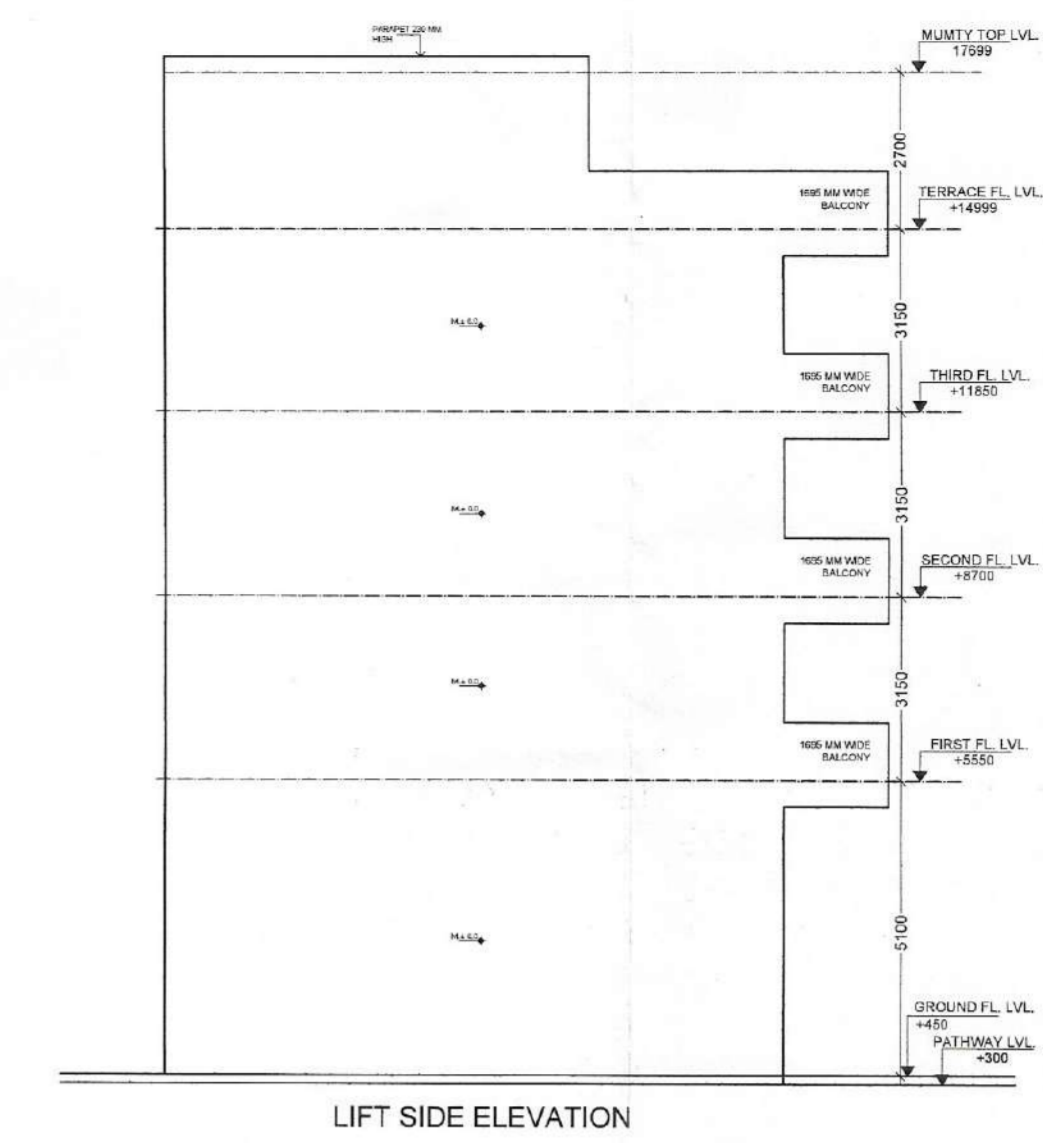 PARAPET 230 MM
HIGH
MUMTY TOP LVL.
17699
2700
1695 MM WIDE
BALCONY
TERRACE FL. LVL.
+14999
3150
1695 MM WIDE
BALCONY
THIRD FL. LVL.
+11850
3150
1695 MM WIDE
BALCONY
SECOND FL. LVL.
+8700
3150
1695 MM WIDE
BALCONY
FIRST FL. LVL.
+5550
5100
GROUND FL. LVL.
+450
PATHWAY LVL.
+300
LIFT SIDE ELEVATION